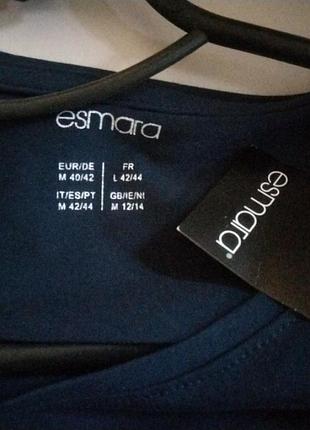 esmara
EUR/DE FR
M 40/42 L 42/44
IT/ES/PT GB/IE/NI
M 42/44 M 12/14
esmara®